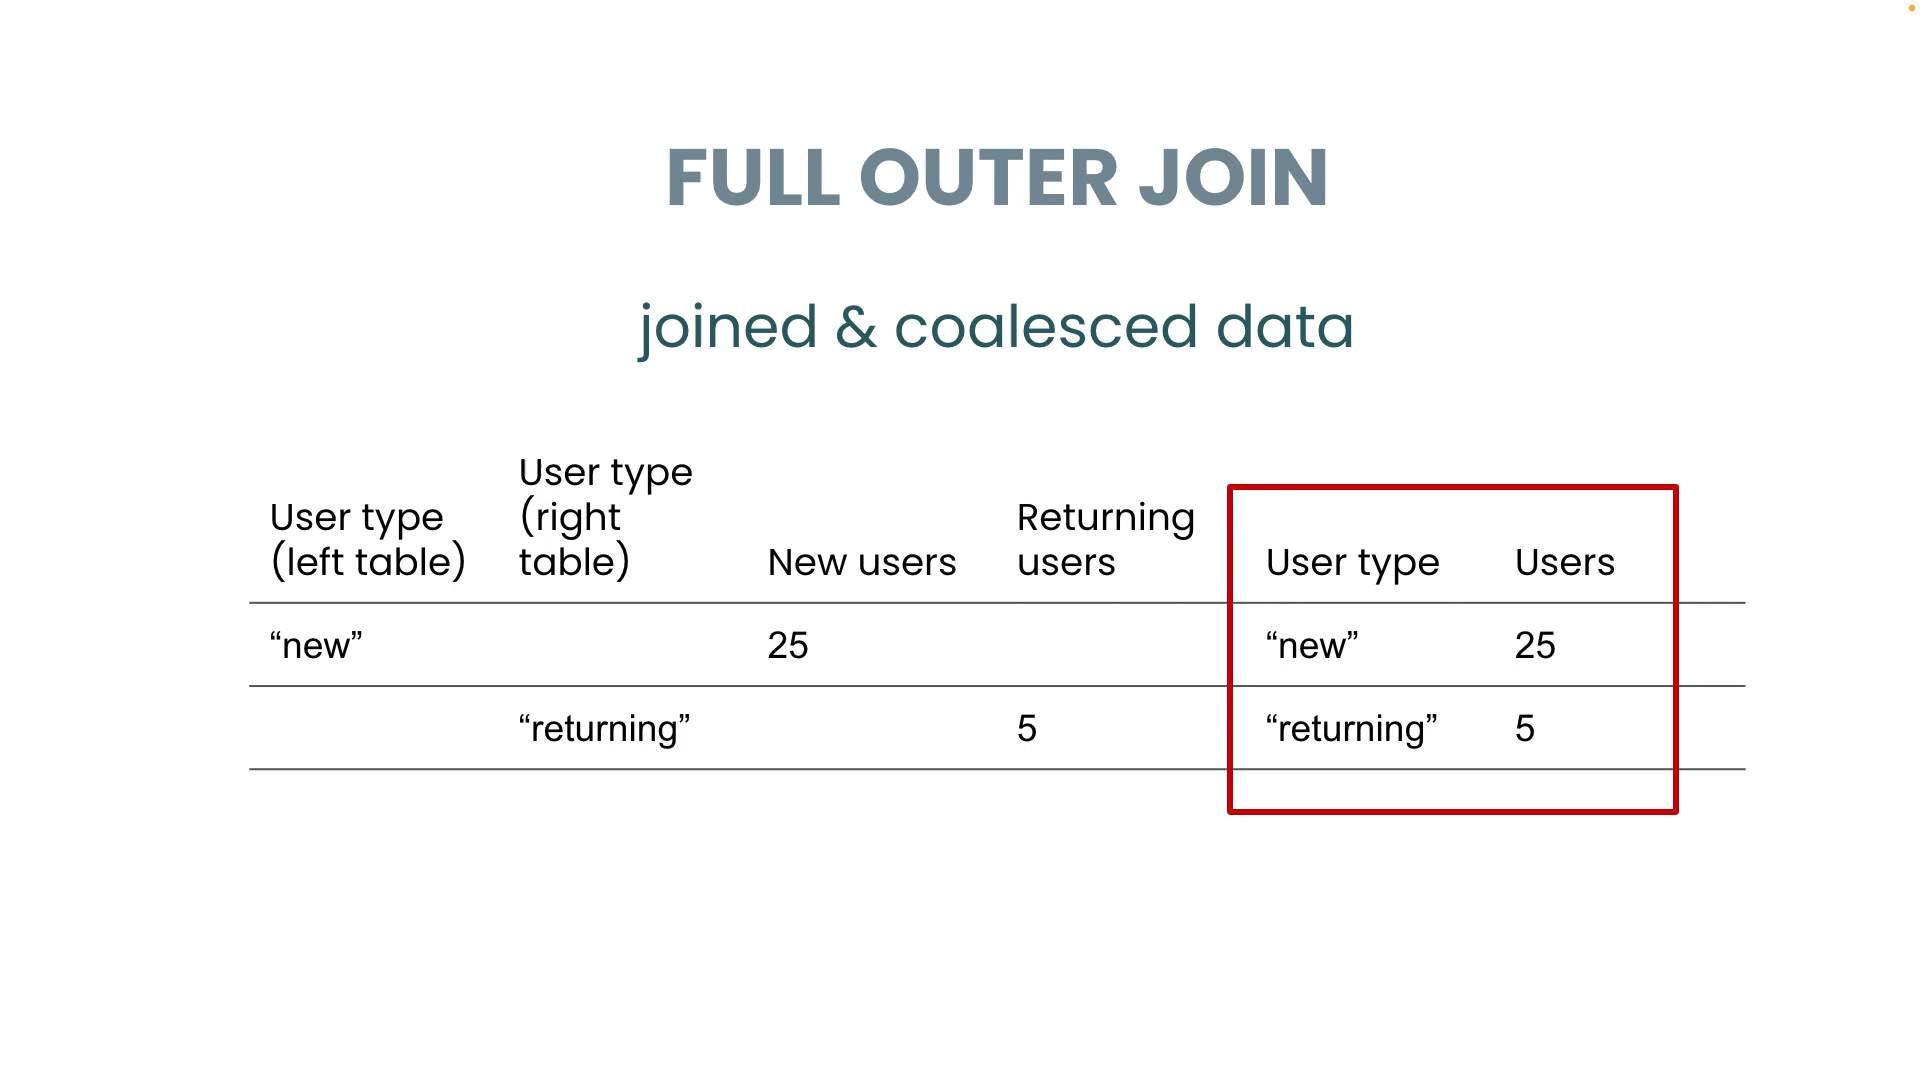 FULL OUTER JOIN
joined & coalesced data
User type
(left table)
User type
(right
table)
New users
Returning
users
User type
Users
“new”
25
“new”
25
“returning”
5
“returning”
5